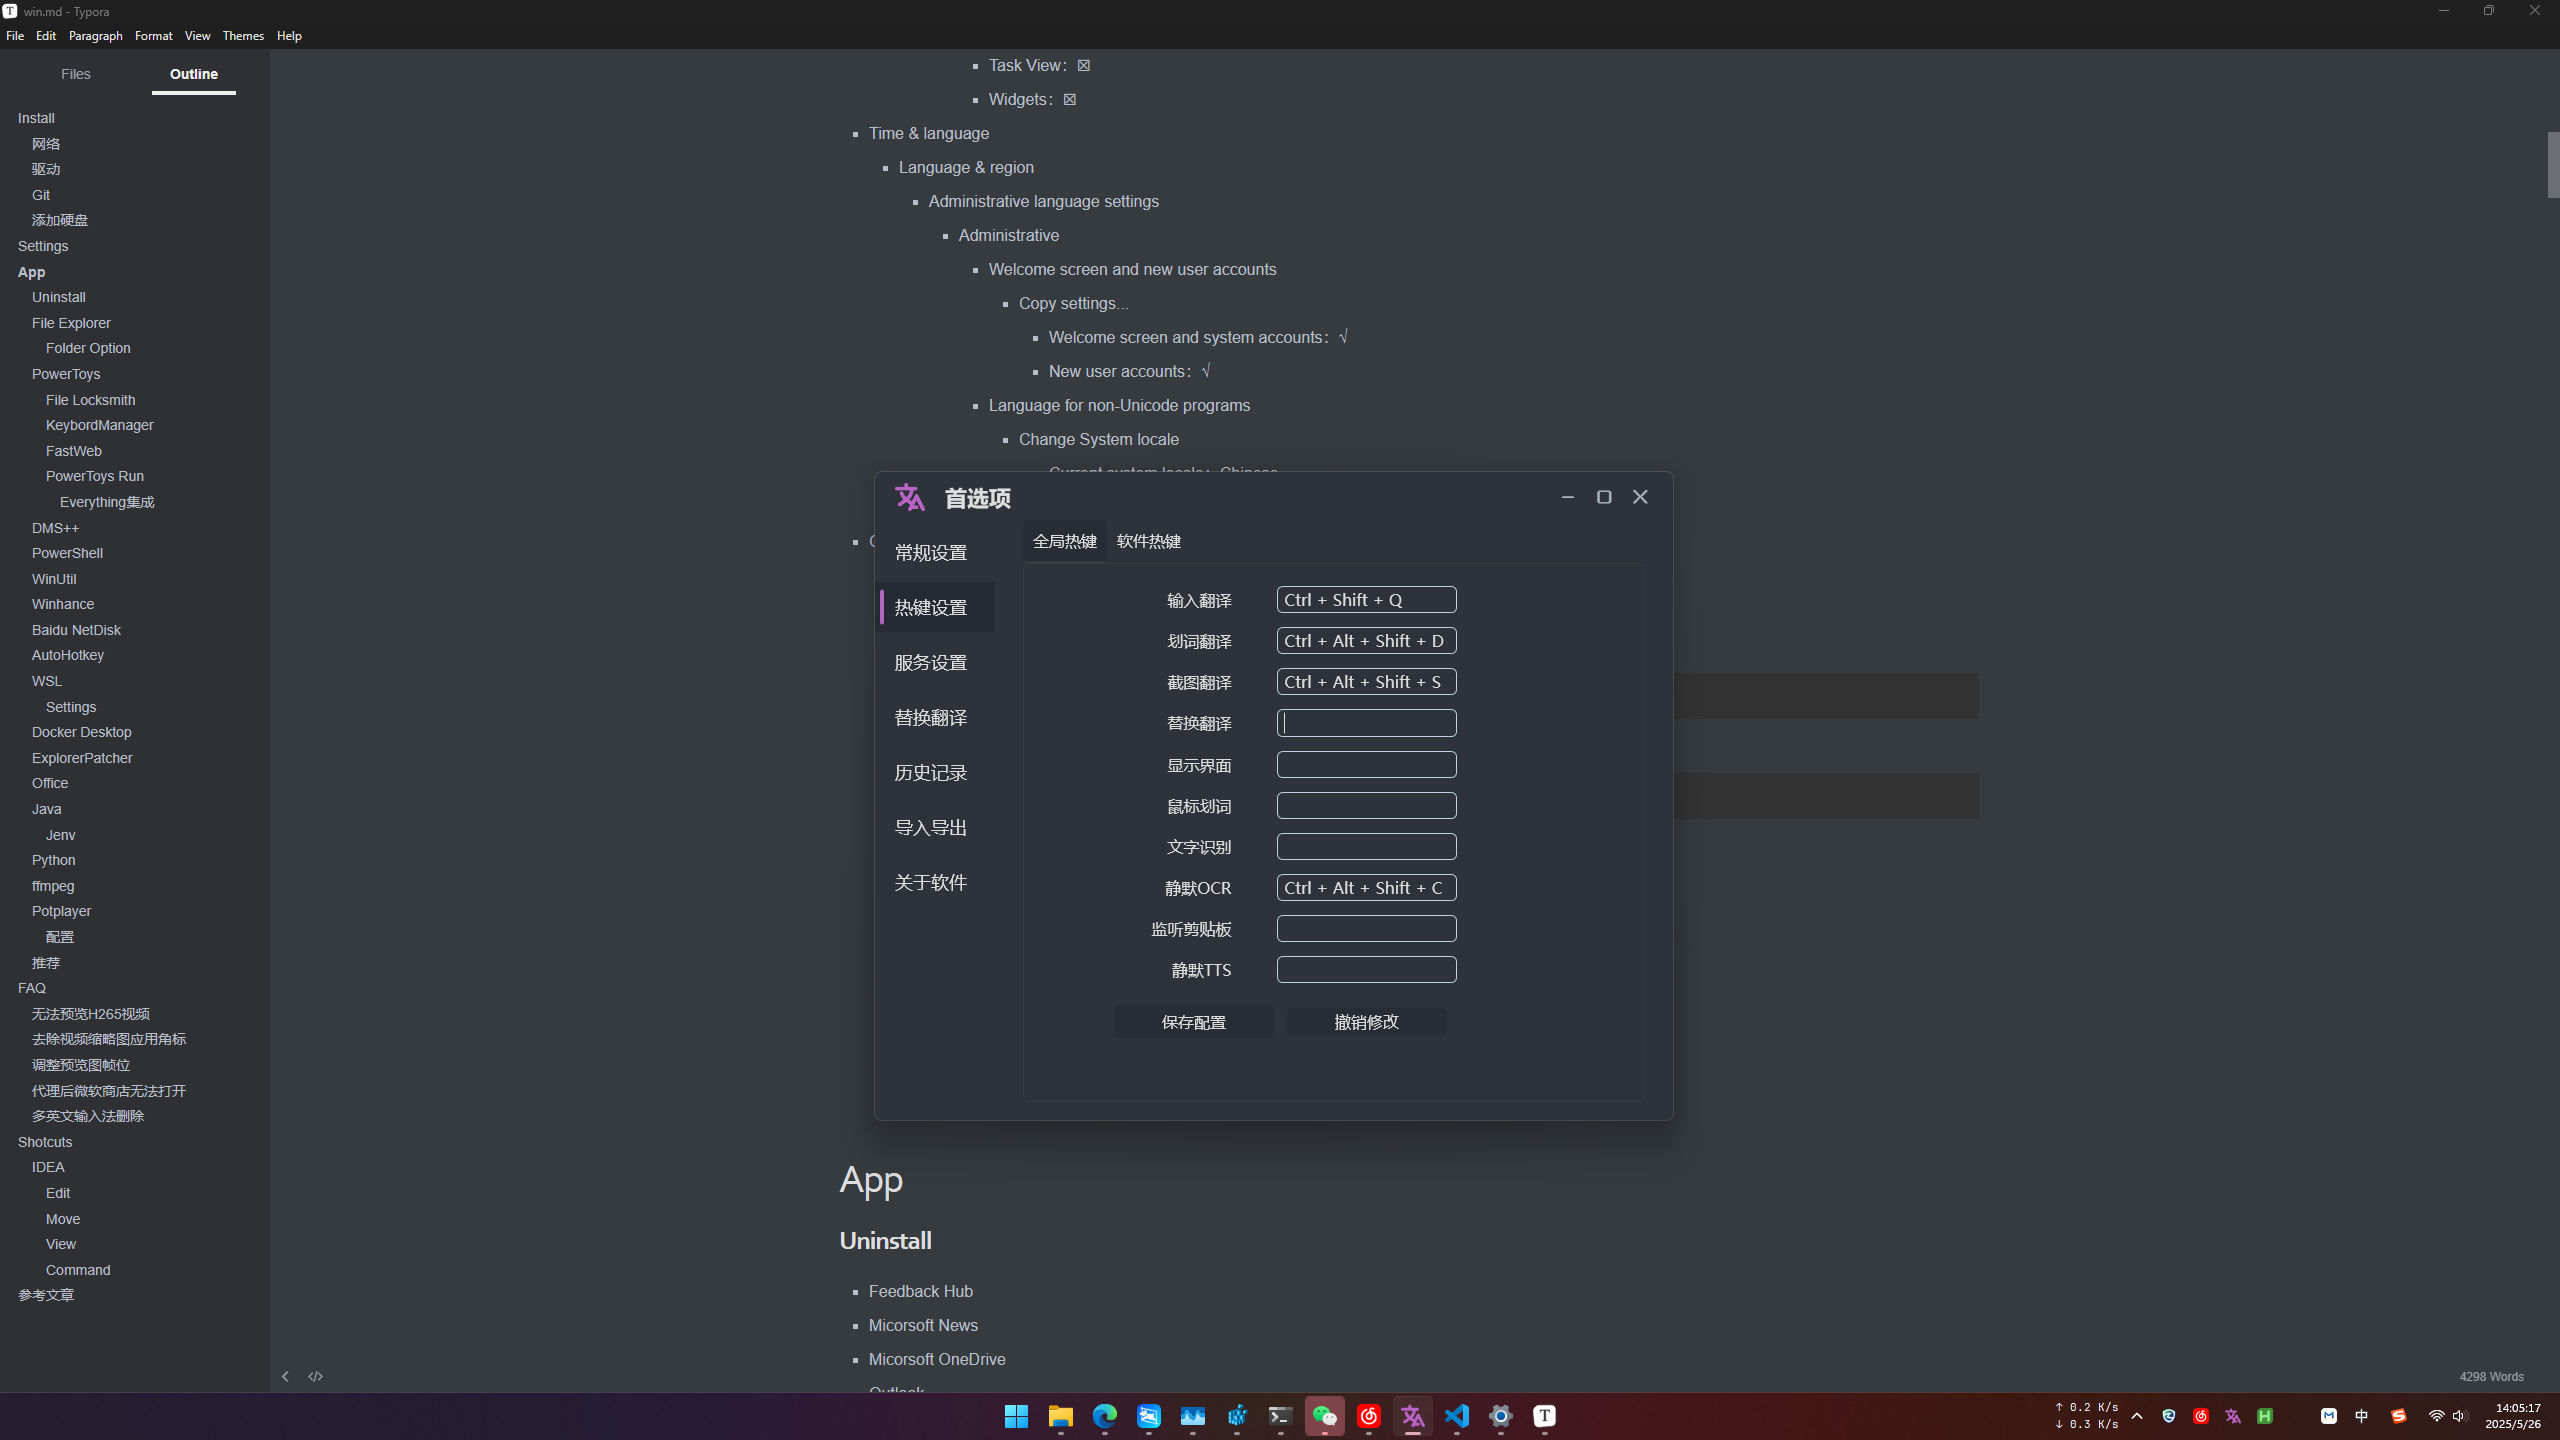 win.md - Typora
File Edit Paragraph Format View Themes Help
Files Outline
Install
网络
驱动
Git
添加硬盘
Settings
App
Uninstall
File Explorer
Folder Option
PowerToys
File Locksmith
KeybordManager
FastWeb
PowerToys Run
Everything集成
DMS++
PowerShell
WinUtil
Winhance
Baidu NetDisk
AutoHotkey
WSL
Settings
Docker Desktop
ExplorerPatcher
Office
Java
Jenv
Python
ffmpeg
Potplayer
配置
推荐
FAQ
无法预览H265视频
去除视频缩略图应用角标
调整预览图帧位
代理后微软商店无法打开
多英文输入法删除
Shotcuts
IDEA
Edit
Move
View
Command
参考文章
Task View：☒
Widgets：☒
Time & language
Language & region
Administrative language settings
Administrative
Welcome screen and new user accounts
Copy settings...
Welcome screen and system accounts：√
New user accounts：√
Language for non-Unicode programs
Change System locale
Current system locale：Chinese
首选项
常规设置
热键设置
服务设置
替换翻译
历史记录
导入导出
关于软件
全局热键 软件热键
输入翻译 Ctrl + Shift + Q
划词翻译 Ctrl + Alt + Shift + D
截图翻译 Ctrl + Alt + Shift + S
替换翻译
显示界面
鼠标划词
文字识别
静默OCR Ctrl + Alt + Shift + C
监听剪贴板
静默TTS
保存配置 撤销修改
App
Uninstall
Feedback Hub
Micorsoft News
Micorsoft OneDrive
Outlook
4298 Words
↑ 0.2 K/s
↓ 0.3 K/s
中
14:05:17
2025/5/26